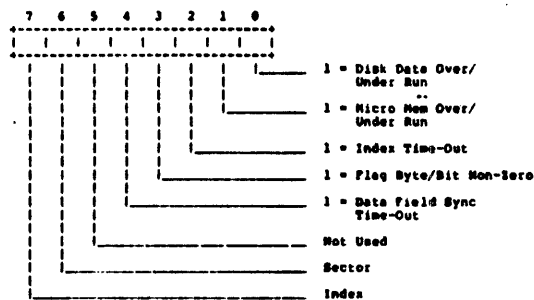 7 6 5 4 3 2 1 0
1 = Disk Data Over/
Under Run
1 = Micro Mem Over/
Under Run
1 = Index Time-Out
1 = Flag Byte/Bit Non-Zero
1 = Data Field Sync
Time-Out
Not Used
Sector
Index